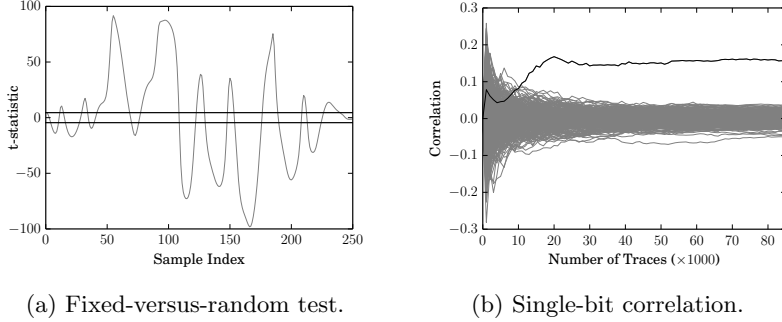 100
50
0
−50
−100
t-statistic
0 50 100 150 200 250
Sample Index
(a) Fixed-versus-random test.
0.3
0.2
0.1
0.0
−0.1
−0.2
−0.3
Correlation
0 10 20 30 40 50 60 70 80
Number of Traces (×1000)
(b) Single-bit correlation.